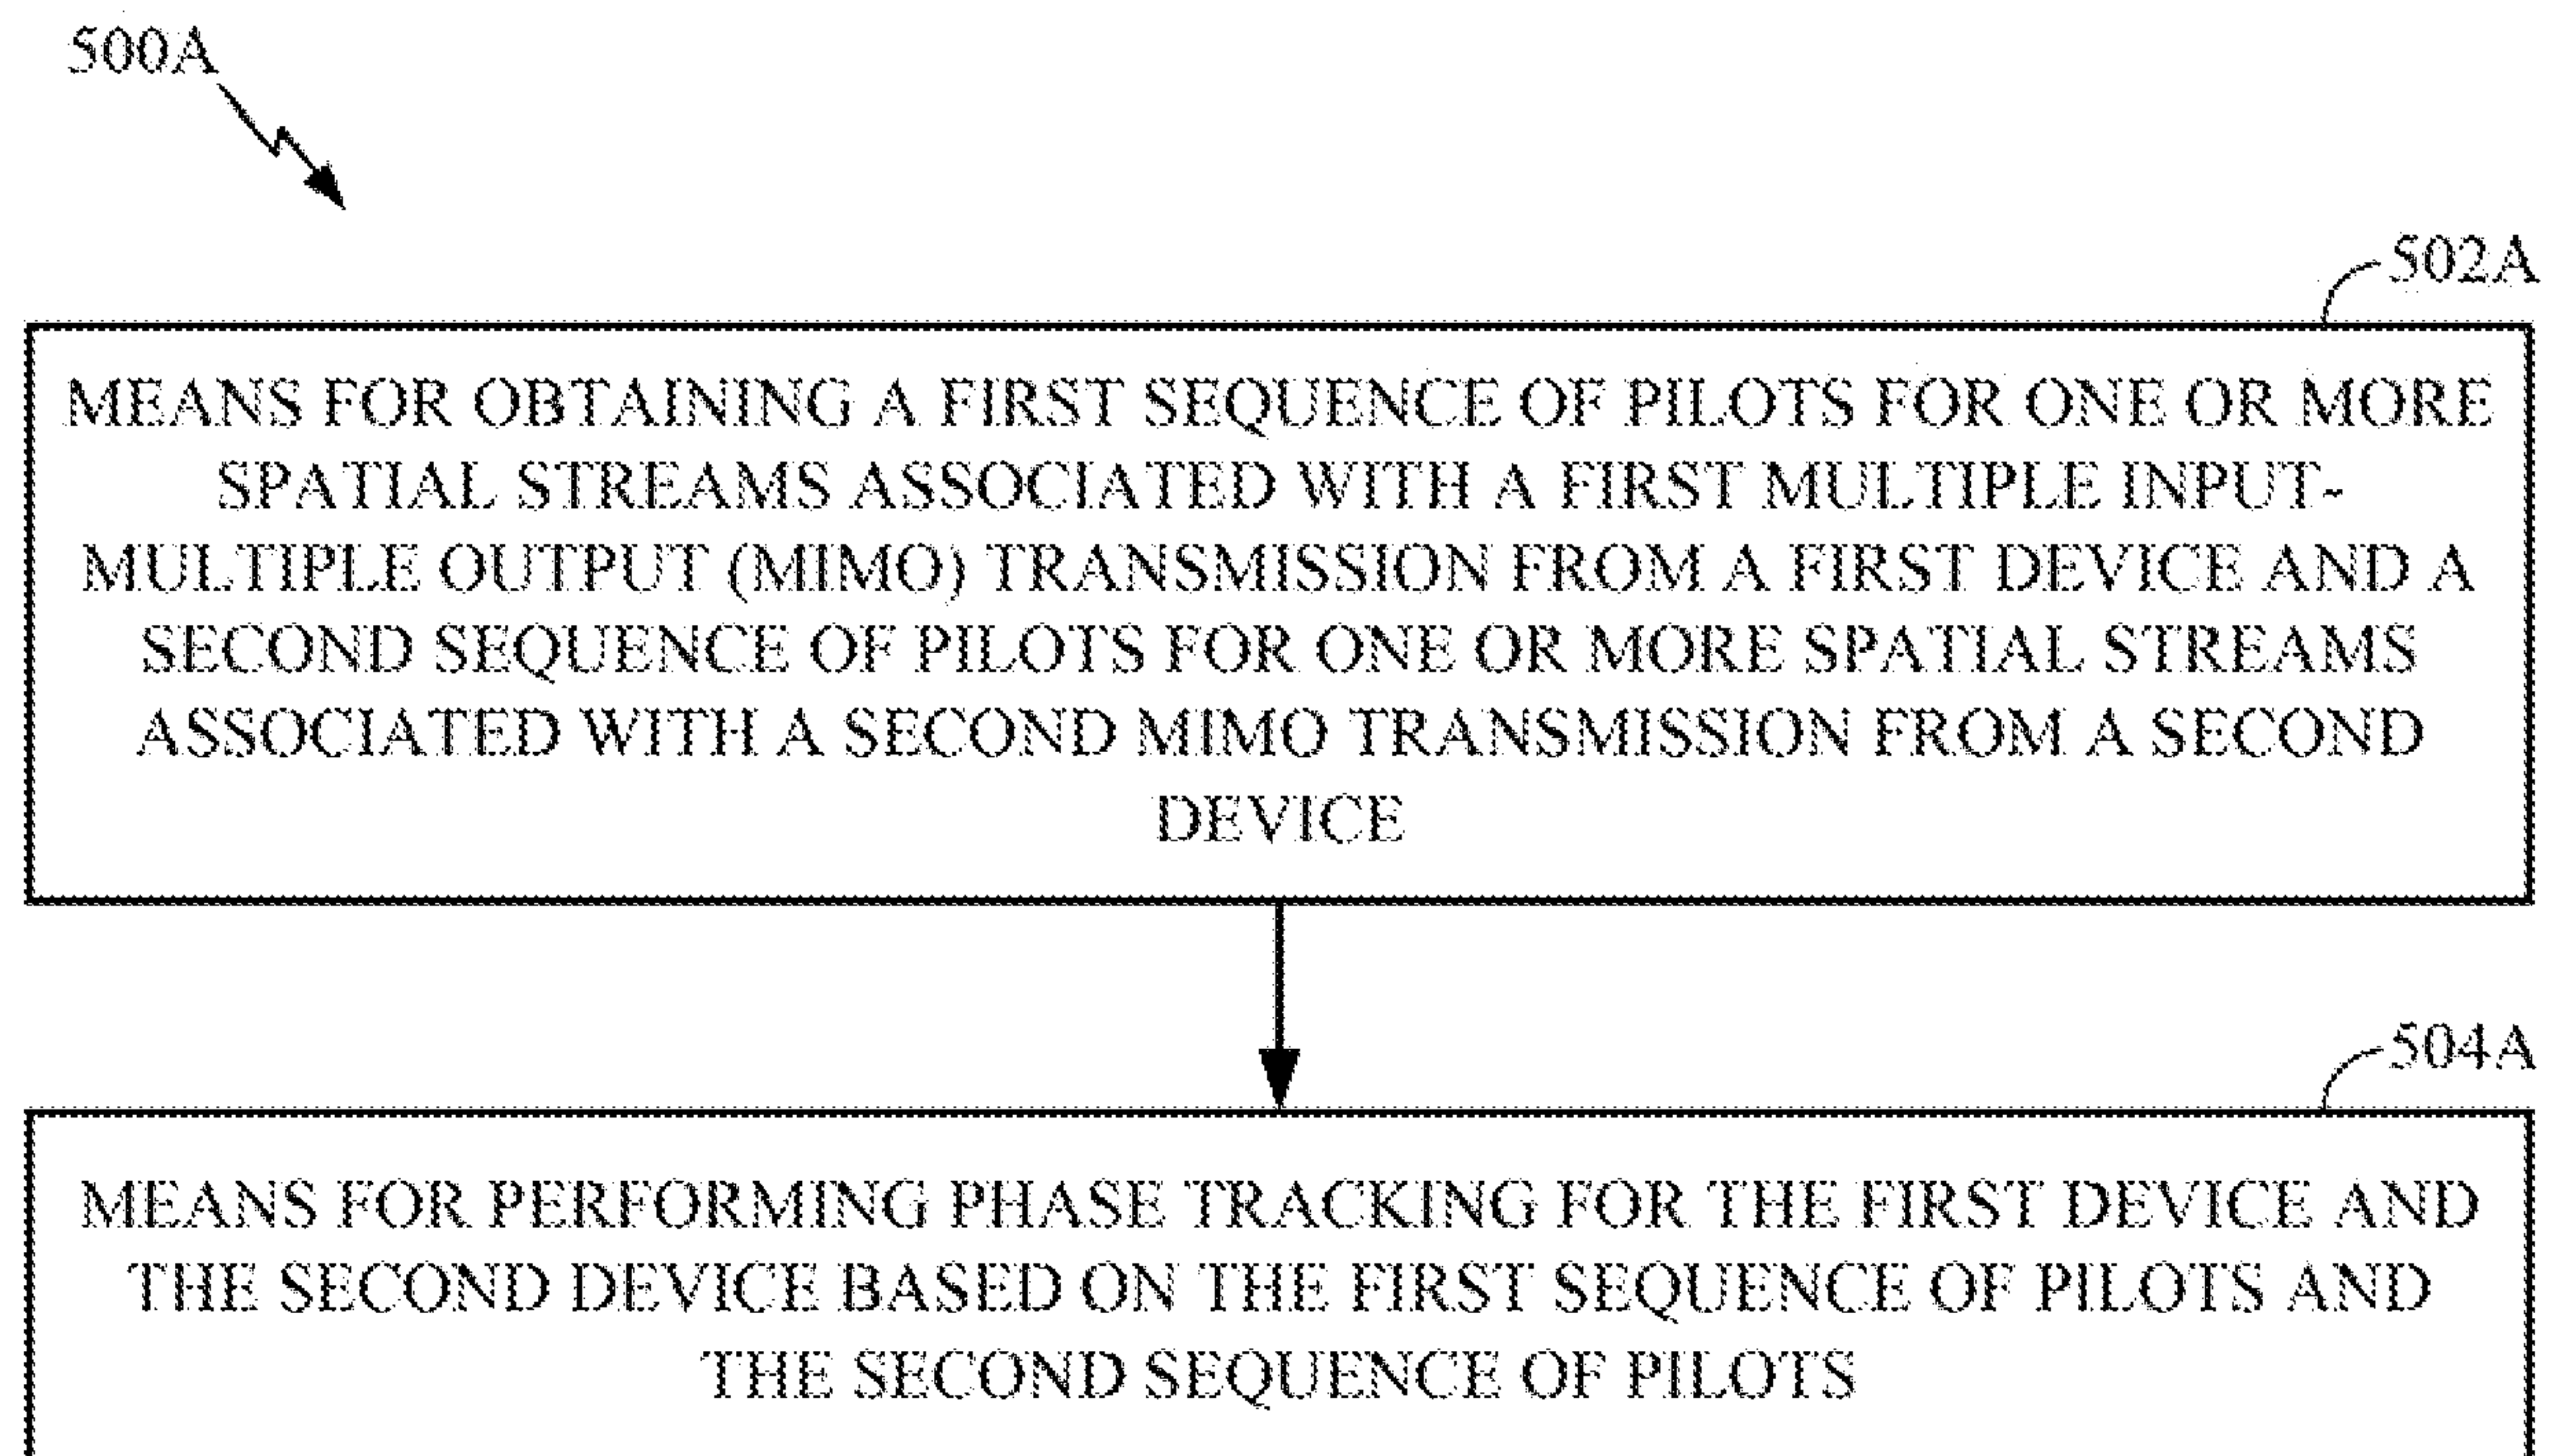 500A
502A
MEANS FOR OBTAINING A FIRST SEQUENCE OF PILOTS FOR ONE OR MORE
SPATIAL STREAMS ASSOCIATED WITH A FIRST MULTIPLE INPUT-
MULTIPLE OUTPUT (MIMO) TRANSMISSION FROM A FIRST DEVICE AND A
SECOND SEQUENCE OF PILOTS FOR ONE OR MORE SPATIAL STREAMS
ASSOCIATED WITH A SECOND MIMO TRANSMISSION FROM A SECOND
DEVICE
504A
MEANS FOR PERFORMING PHASE TRACKING FOR THE FIRST DEVICE AND
THE SECOND DEVICE BASED ON THE FIRST SEQUENCE OF PILOTS AND
THE SECOND SEQUENCE OF PILOTS